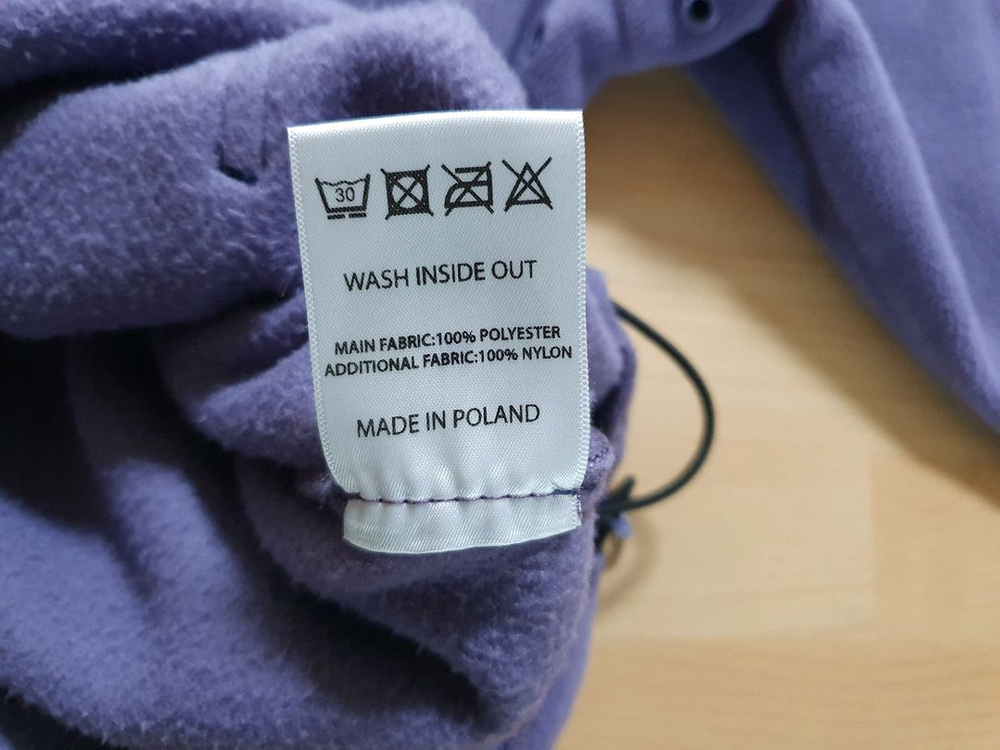 30
WASH INSIDE OUT
MAIN FABRIC:100% POLYESTER
ADDITIONAL FABRIC:100% NYLON
MADE IN POLAND